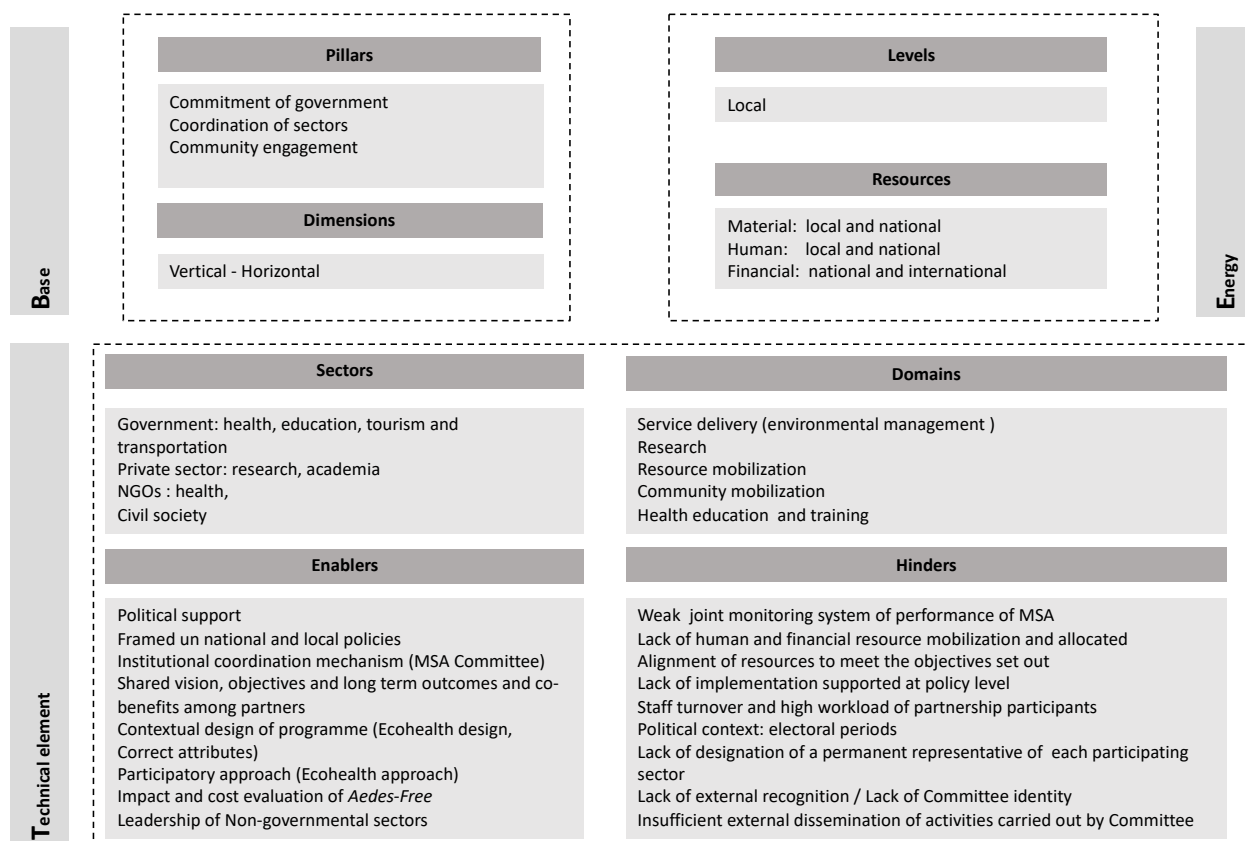 Base
Pillars
Commitment of government
Coordination of sectors
Community engagement
Dimensions
Vertical - Horizontal
Levels
Local
Resources
Material: local and national
Human: local and national
Financial: national and international
Energy
Technical element
Sectors
Government: health, education, tourism and
transportation
Private sector: research, academia
NGOs : health,
Civil society
Domains
Service delivery (environmental management )
Research
Resource mobilization
Community mobilization
Health education and training
Enablers
Political support
Framed un national and local policies
Institutional coordination mechanism (MSA Committee)
Shared vision, objectives and long term outcomes and co-
benefits among partners
Contextual design of programme (Ecohealth design,
Correct attributes)
Participatory approach (Ecohealth approach)
Impact and cost evaluation of Aedes-Free
Leadership of Non-governmental sectors
Hinders
Weak joint monitoring system of performance of MSA
Lack of human and financial resource mobilization and allocated
Alignment of resources to meet the objectives set out
Lack of implementation supported at policy level
Staff turnover and high workload of partnership participants
Political context: electoral periods
Lack of designation of a permanent representative of each participating
sector
Lack of external recognition / Lack of Committee identity
Insufficient external dissemination of activities carried out by Committee